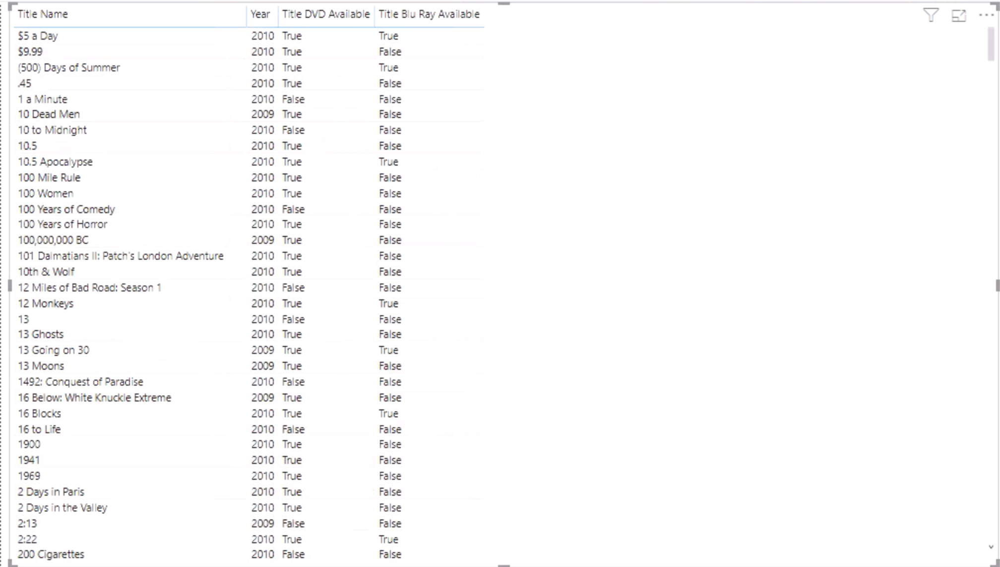 Title Name Year Title DVD Available Title Blu Ray Available
$5 a Day 2010 True True
$9.99 2010 True False
(500) Days of Summer 2010 True True
.45 2010 True False
1 a Minute 2010 False False
10 Dead Men 2009 True False
10 to Midnight 2010 False False
10.5 2010 True False
10.5 Apocalypse 2010 True True
100 Mile Rule 2010 True False
100 Women 2010 True False
100 Years of Comedy 2010 False False
100 Years of Horror 2010 True False
100,000,000 BC 2009 True False
101 Dalmatians II: Patch's London Adventure 2010 True False
10th & Wolf 2010 True False
12 Miles of Bad Road: Season 1 2010 False False
12 Monkeys 2010 True True
13 2010 False False
13 Ghosts 2010 True False
13 Going on 30 2009 True True
13 Moons 2009 True False
1492: Conquest of Paradise 2010 False False
16 Below: White Knuckle Extreme 2009 True False
16 Blocks 2010 True True
16 to Life 2010 False False
1900 2010 True False
1941 2010 True False
1969 2010 True False
2 Days in Paris 2010 True False
2 Days in the Valley 2010 True False
2:13 2009 False False
2:22 2010 True True
200 Cigarettes 2010 False False